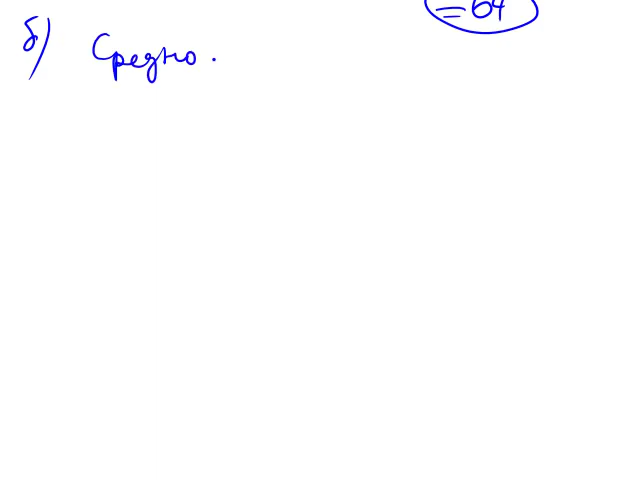 = 64
б) Средно.